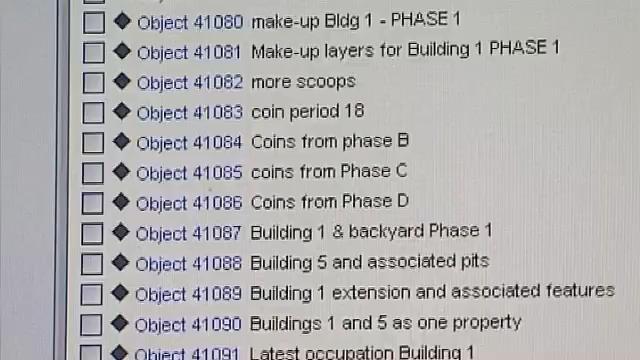 Object 41080 make-up Bldg 1 - PHASE 1
Object 41081 Make-up layers for Building 1 PHASE 1
Object 41082 more scoops
Object 41083 coin period 18
Object 41084 Coins from phase B
Object 41085 coins from Phase C
Object 41086 Coins from Phase D
Object 41087 Building 1 & backyard Phase 1
Object 41088 Building 5 and associated pits
Object 41089 Building 1 extension and associated features
Object 41090 Buildings 1 and 5 as one property
Object 41091 Latest occupation Building 1